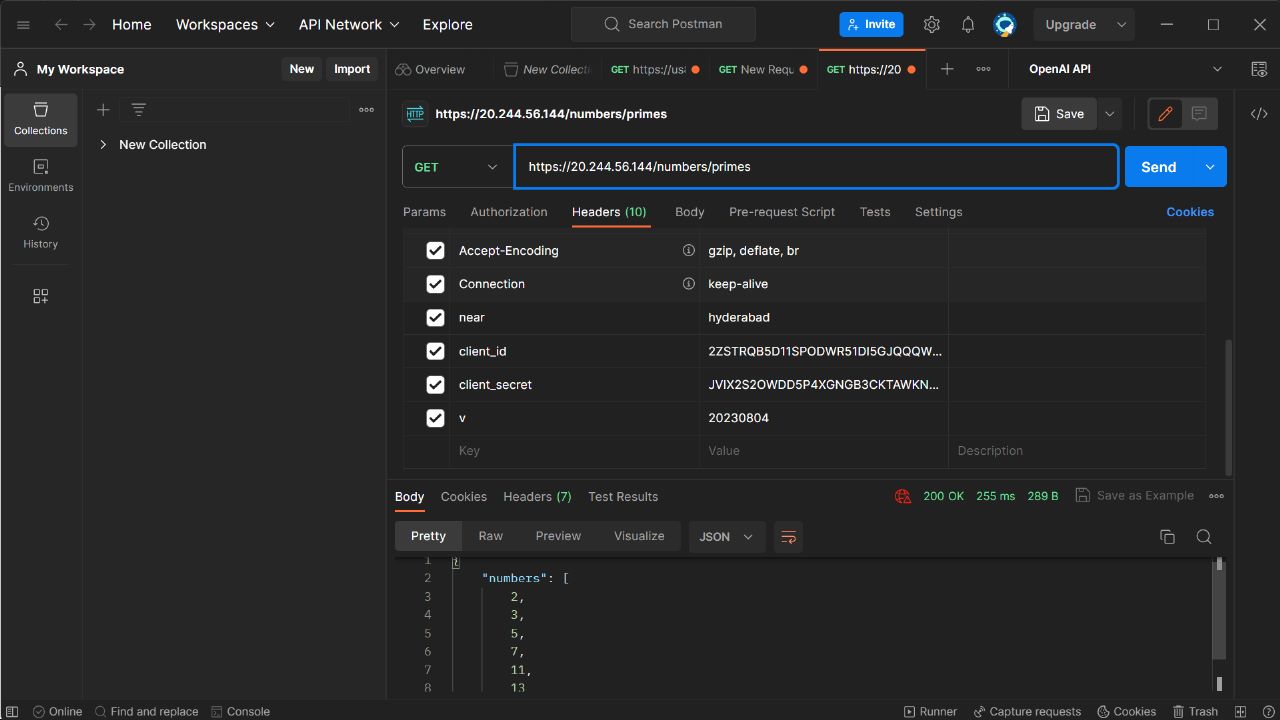 Home Workspaces API Network Explore Search Postman Invite Upgrade
My Workspace New Import Overview New Collecti GET https://us GET New Requ GET https://20 OpenAI API
HTTP https://20.244.56.144/numbers/primes Save
Collections
New Collection
Environments
History
GET https://20.244.56.144/numbers/primes Send
Params Authorization Headers (10) Body Pre-request Script Tests Settings Cookies
Accept-Encoding gzip, deflate, br
Connection keep-alive
near hyderabad
client_id 2ZSTRQB5D11SPODWR51DI5GJQQQW...
client_secret JVIX2S2OWDD5P4XGNGB3CKTAWKN...
v 20230804
Key Value Description
Body Cookies Headers (7) Test Results 200 OK 255 ms 289 B Save as Example
Pretty Raw Preview Visualize JSON
1 {
2 "numbers": [
3 2,
4 3,
5 5,
6 7,
7 11,
8 13
Online Find and replace Console Runner Capture requests Cookies Trash